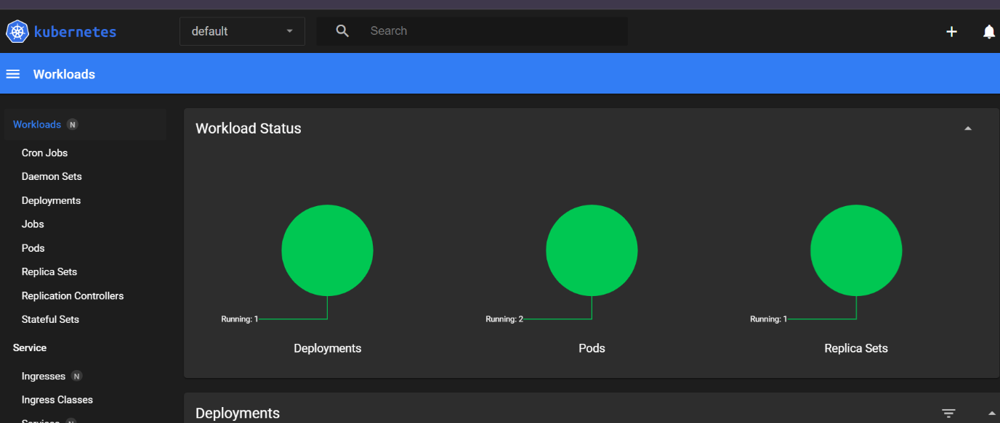 kubernetes
default
Search
Workloads
Workloads N
Cron Jobs
Daemon Sets
Deployments
Jobs
Pods
Replica Sets
Replication Controllers
Stateful Sets
Service
Ingresses N
Ingress Classes
Services N
Workload Status
Running: 1
Deployments
Running: 2
Pods
Running: 1
Replica Sets
Deployments